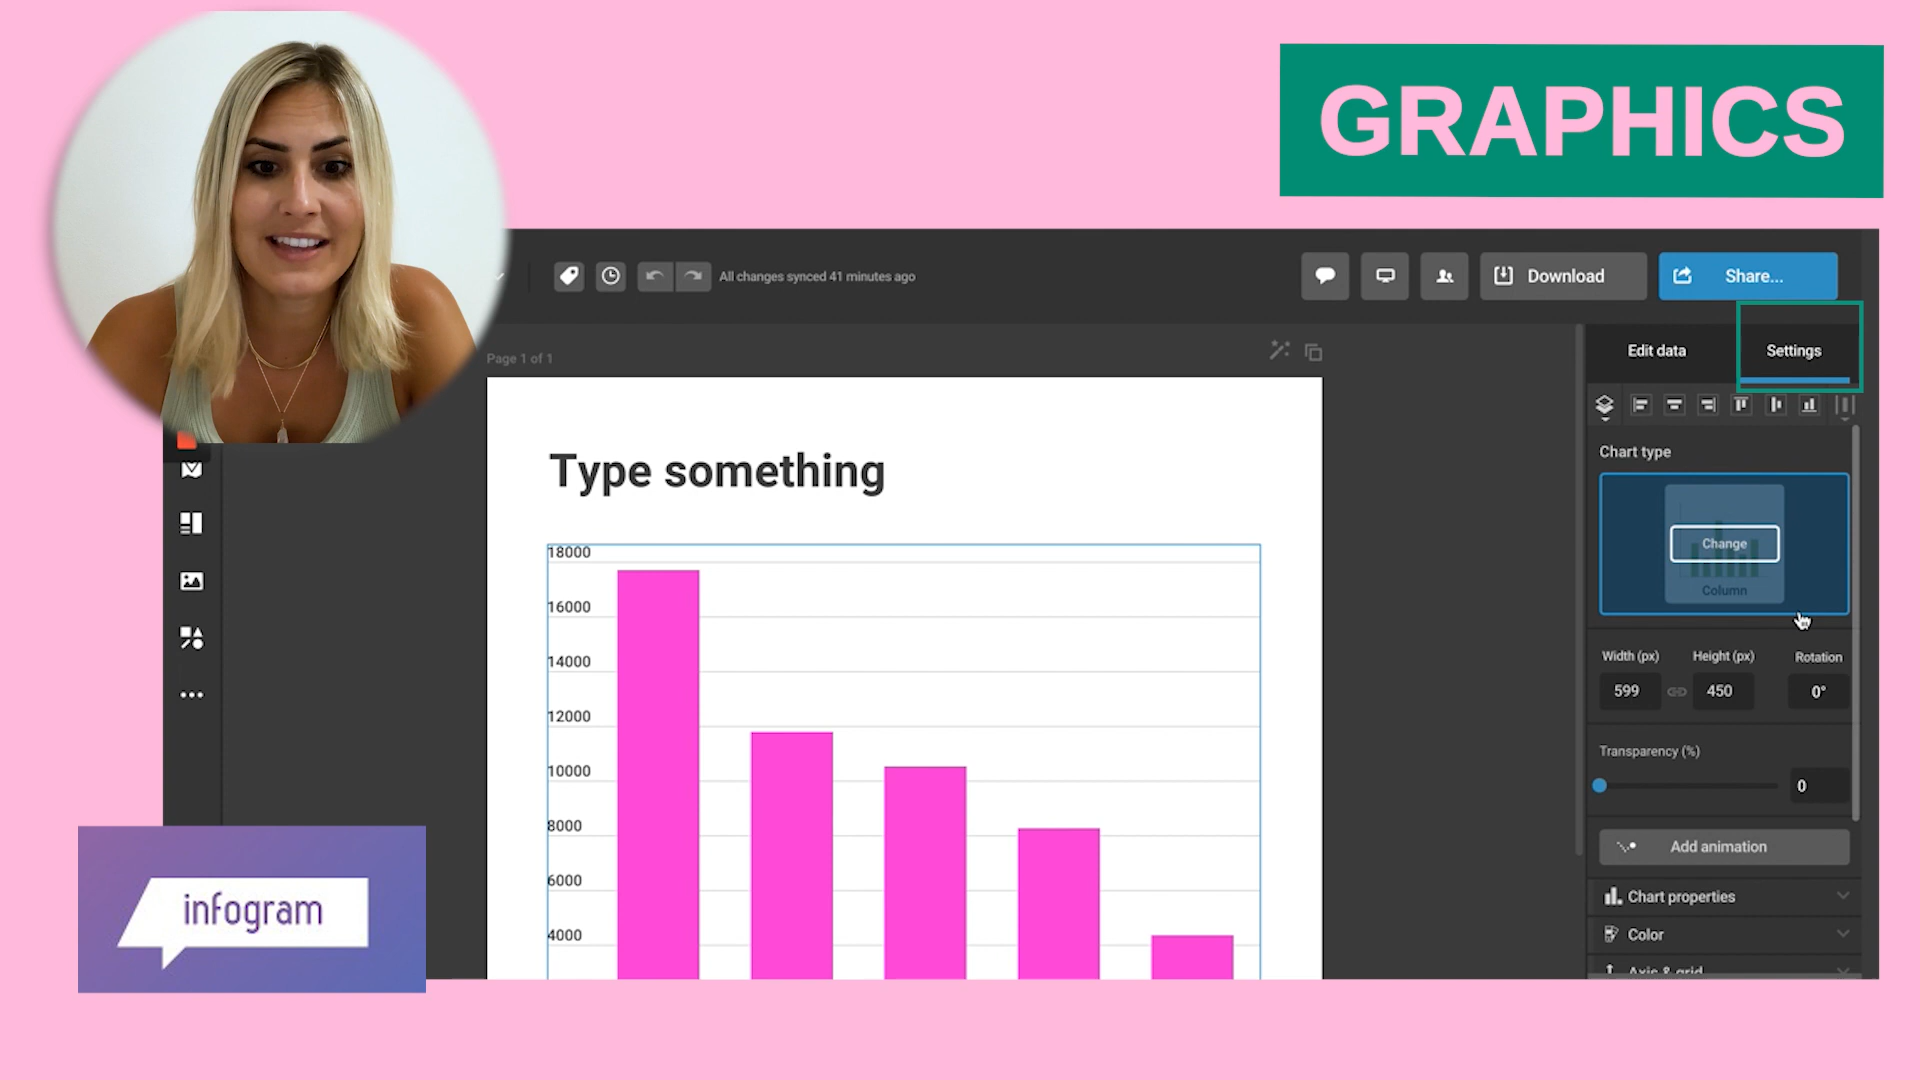 GRAPHICS
All changes synced 41 minutes ago
Download
Share...
Page 1 of 1
Edit data
Settings
Type something
Chart type
Change
Column
18000
16000
14000
12000
10000
8000
6000
4000
Width (px)
Height (px)
Rotation
599
450
0°
Transparency (%)
0
Add animation
Chart properties
Color
Axis & grid
infogram